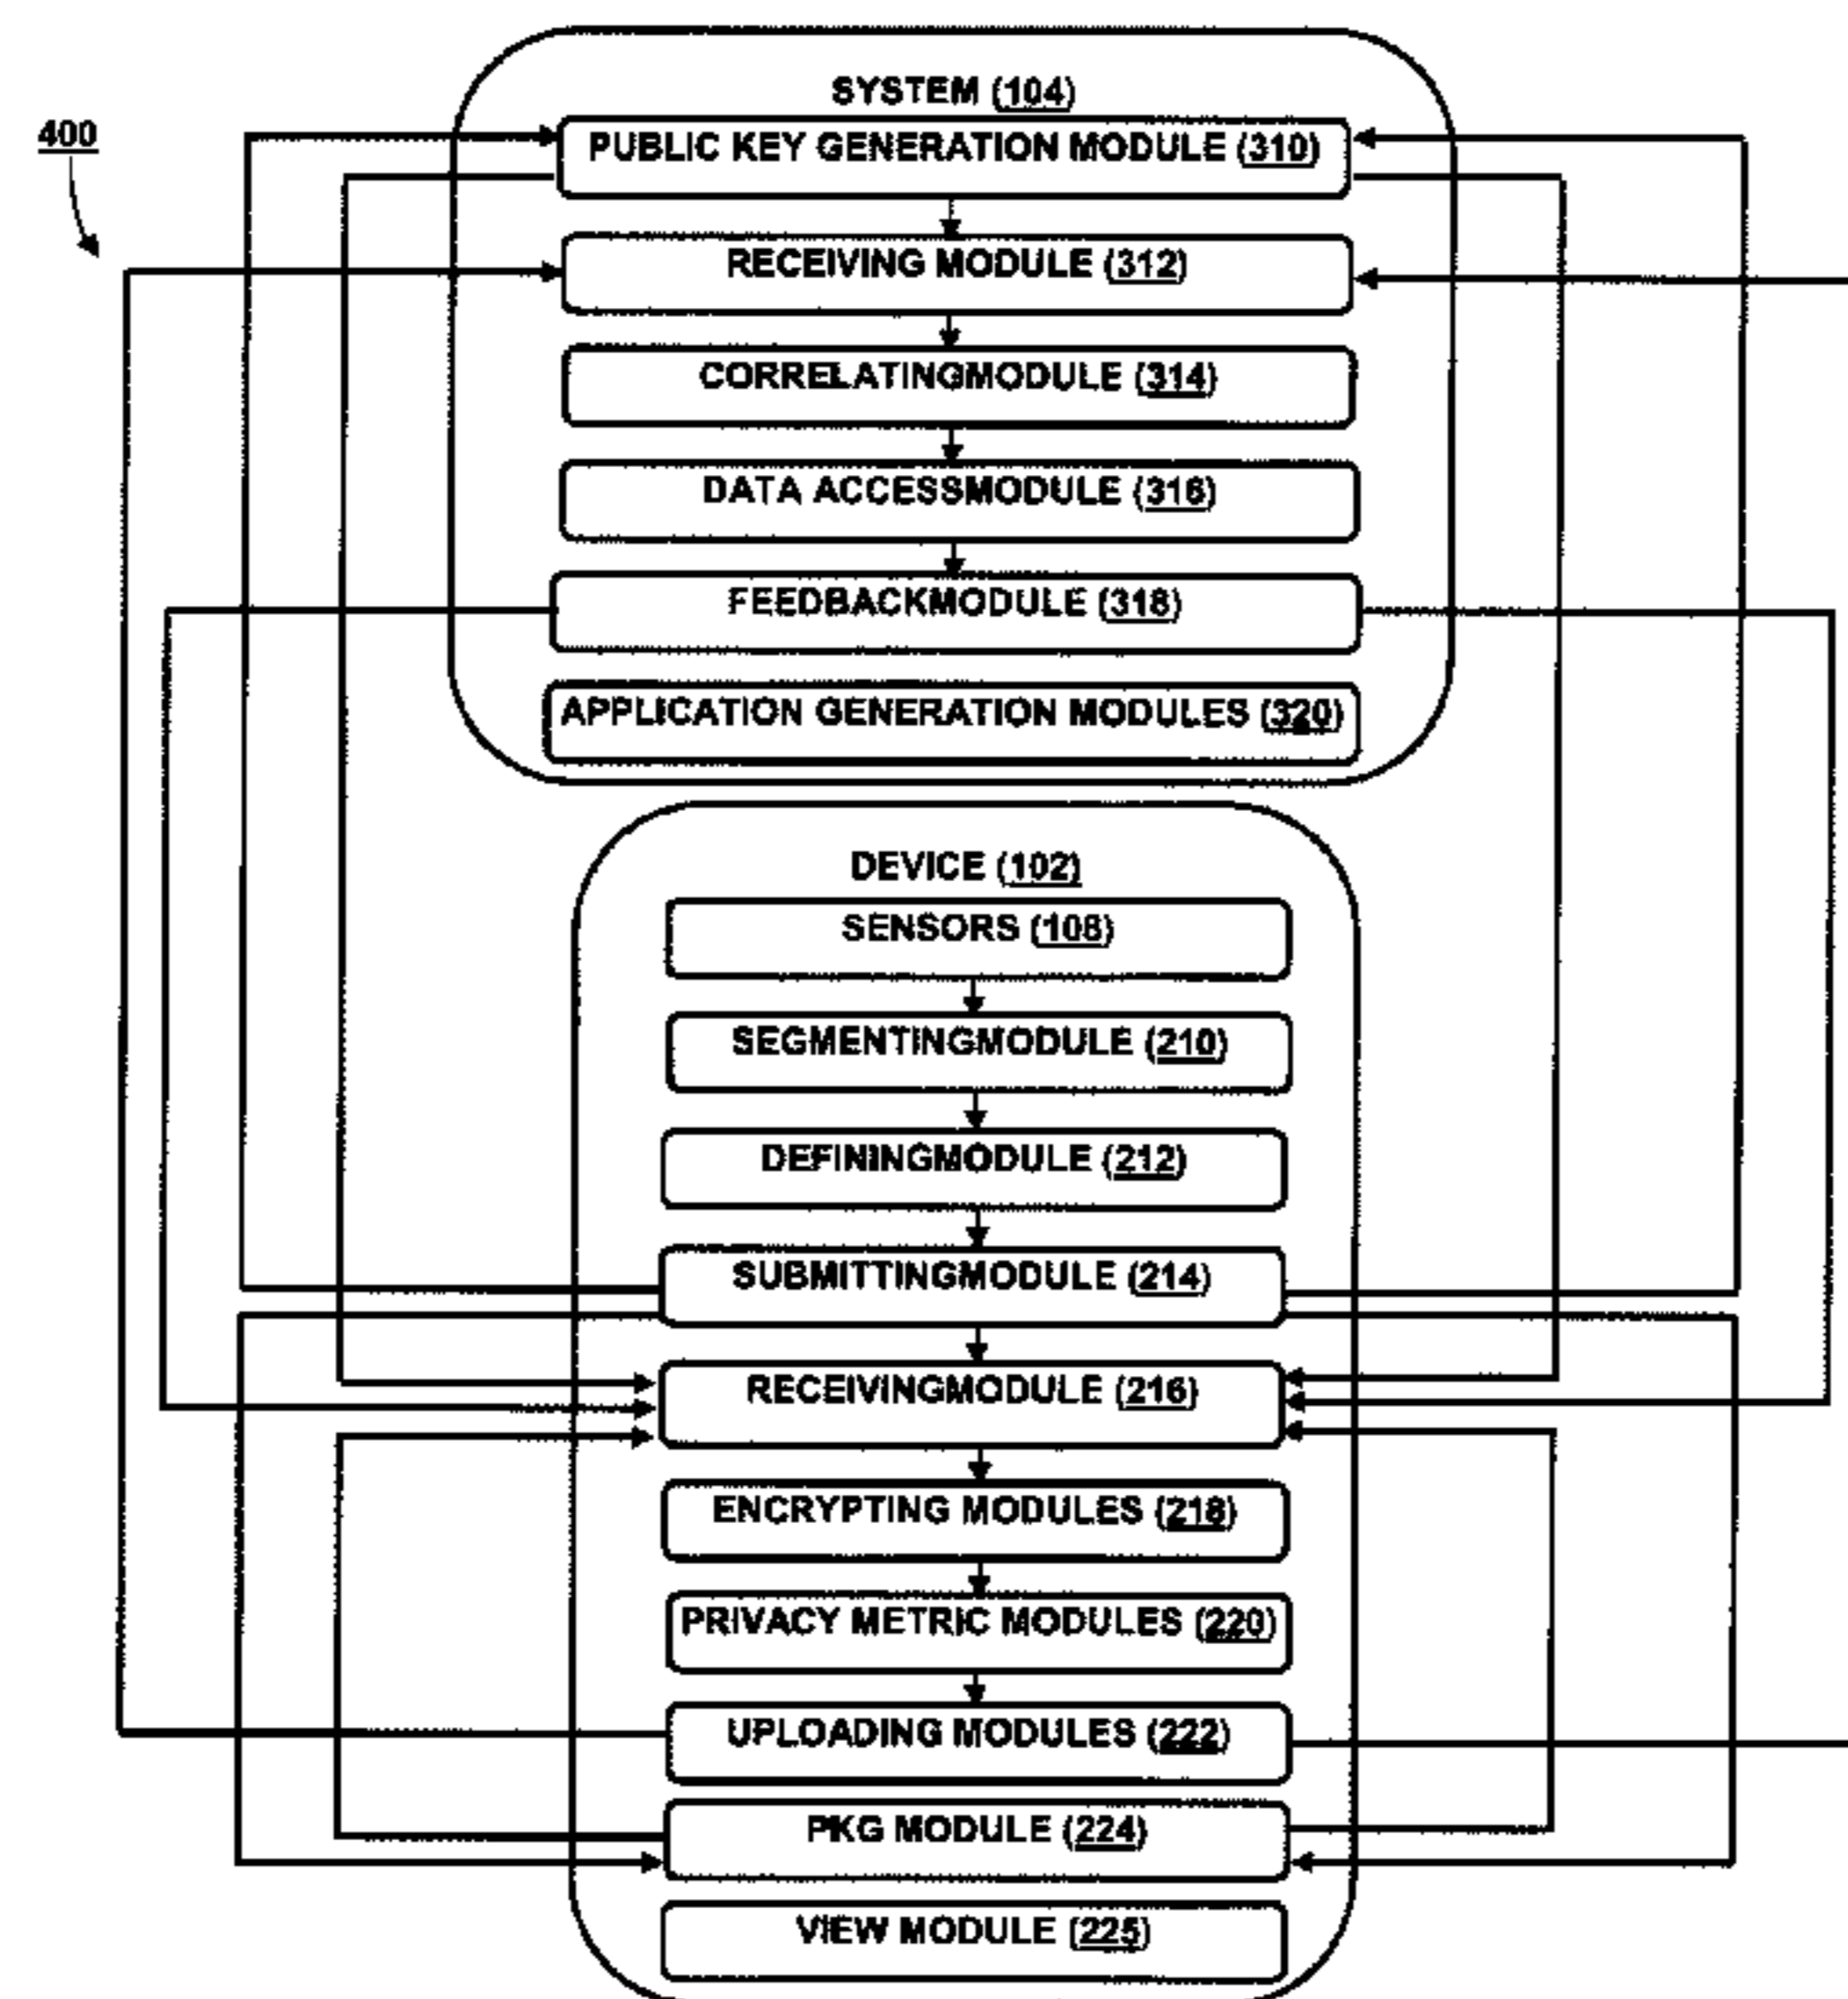 400
SYSTEM (104)
PUBLIC KEY GENERATION MODULE (310)
RECEIVING MODULE (312)
CORRELATINGMODULE (314)
DATA ACCESSMODULE (316)
FEEDBACKMODULE (318)
APPLICATION GENERATION MODULES (320)
DEVICE (102)
SENSORS (108)
SEGMENTINGMODULE (210)
DEFININGMODULE (212)
SUBMITTINGMODULE (214)
RECEIVINGMODULE (216)
ENCRYPTING MODULES (218)
PRIVACY METRIC MODULES (220)
UPLOADING MODULES (222)
PKG MODULE (224)
VIEW MODULE (225)